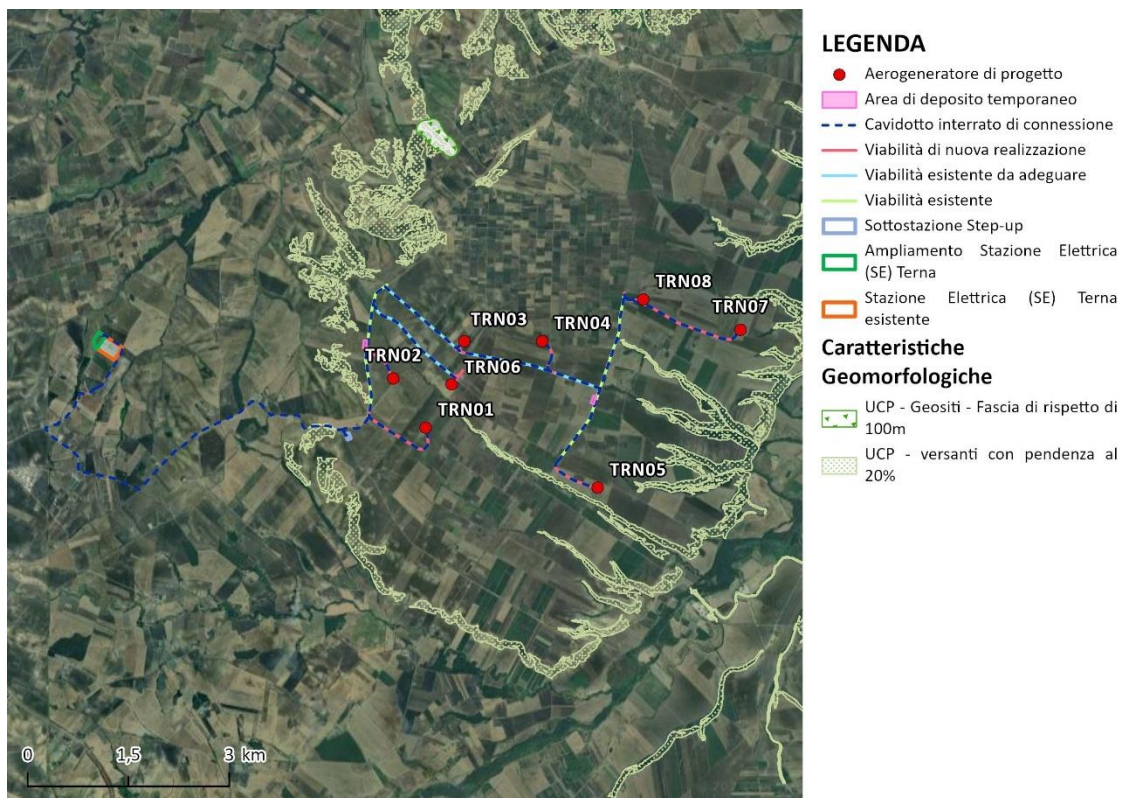 LEGENDA
Aerogeneratore di progetto
Area di deposito temporaneo
Cavidotto interrato di connessione
Viabilità di nuova realizzazione
Viabilità esistente da adeguare
Viabilità esistente
Sottostazione Step-up
Ampliamento Stazione Elettrica
(SE) Terna
Stazione Elettrica (SE) Terna
esistente
Caratteristiche
Geomorfologiche
UCP - Geositi - Fascia di rispetto di
100m
UCP - versanti con pendenza al
20%
TRN08
TRN07
TRN03
TRN04
TRN02
TRN06
TRN01
TRN05
0 1,5 3 km